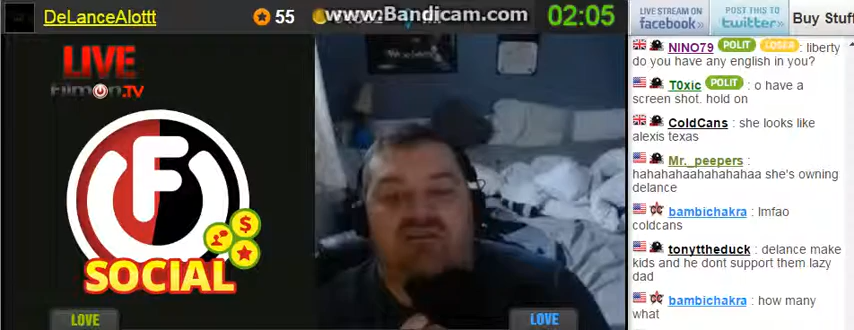 DeLanceAlottt
55
www.Bandicam.com
02:05
LIVE STREAM ON
facebook»
POST THIS TO
twitter»
Buy Stuff
LIVE
FilmOn.TV
F
SOCIAL
$
LOVE
LOVE
NINO79 POLIT LOSER : liberty
do you have any english in you?
T0xic POLIT : o have a
screen shot. hold on
ColdCans : she looks like
alexis texas
Mr._peepers :
hahahahaahahahahaa she's owning
delance
bambichakra : lmfao
coldcans
tonyttheduck : delance make
kids and he dont support them lazy
dad
bambichakra : how many
what